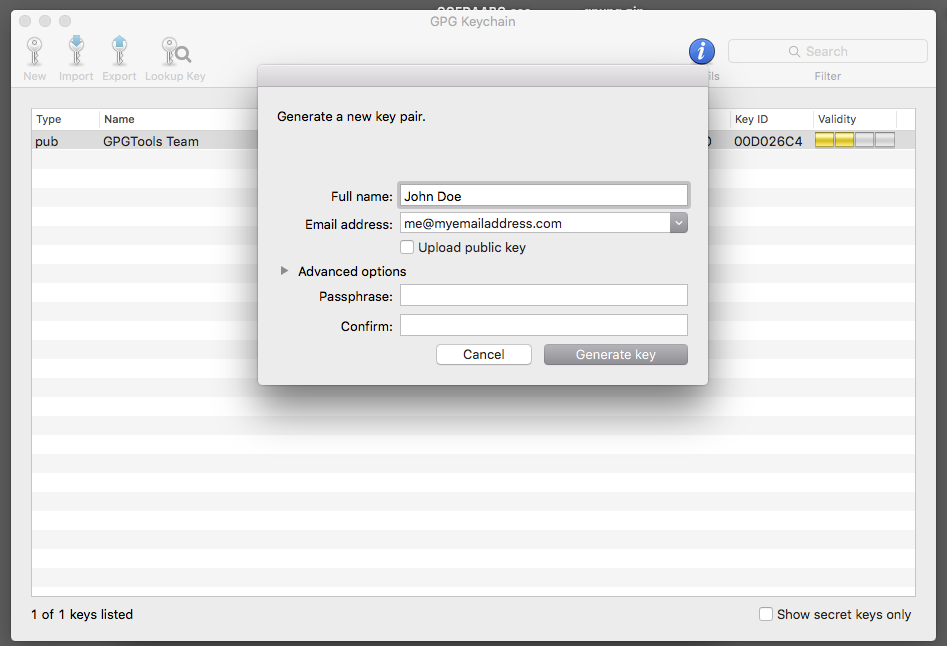 GPG Keychain
New Import Export Lookup Key
Search
Filter
Generate a new key pair.
Type Name Key ID Validity
pub GPGTools Team 00D026C4
Full name: John Doe
Email address: me@myemailaddress.com
Upload public key
Advanced options
Passphrase:
Confirm:
Cancel Generate key
1 of 1 keys listed Show secret keys only